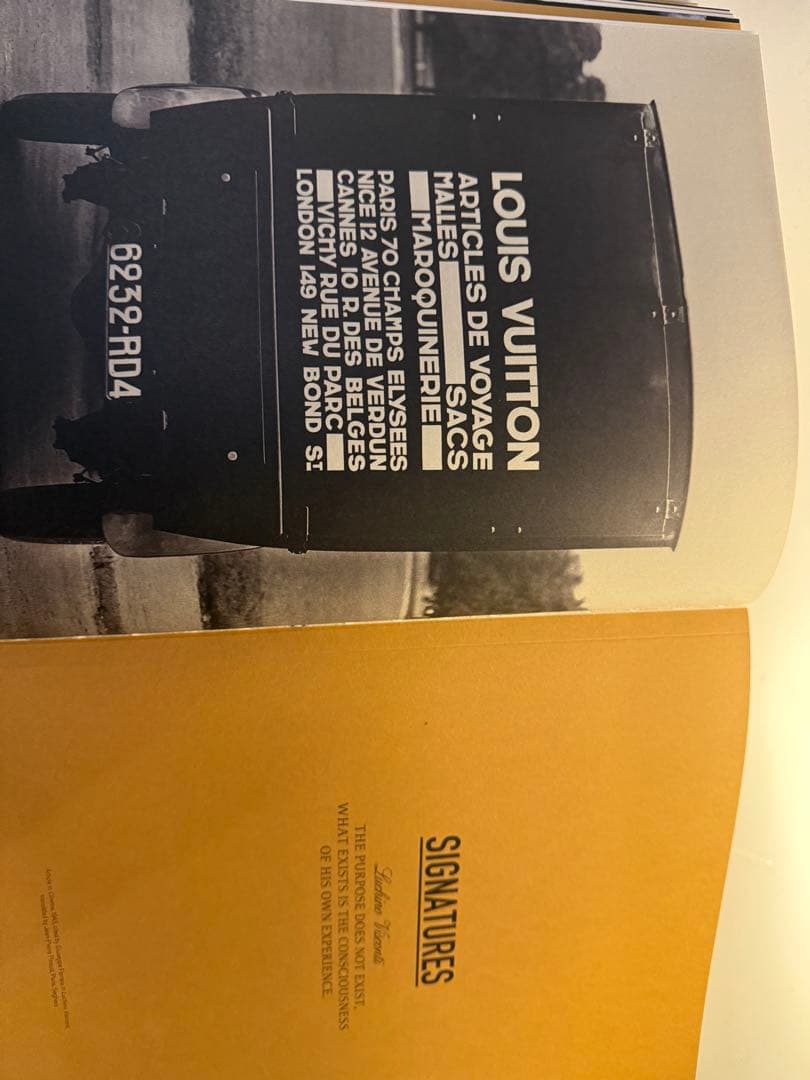 LOUIS VUITTON
ARTICLES DE VOYAGE
MALLES SACS
MAROQUINERIE
PARIS 70 CHAMPS ELYSEES
NICE 12 AVENUE DE VERDUN
CANNES 10 R. DES BELGES
VICHY RUE DU PARC
LONDON 149 NEW BOND ST
6232-RD4
SIGNATURES
Luchino Visconti
THE PURPOSE DOES NOT EXIST,
WHAT EXISTS IS THE CONSCIOUSNESS
OF HIS OWN EXPERIENCE.